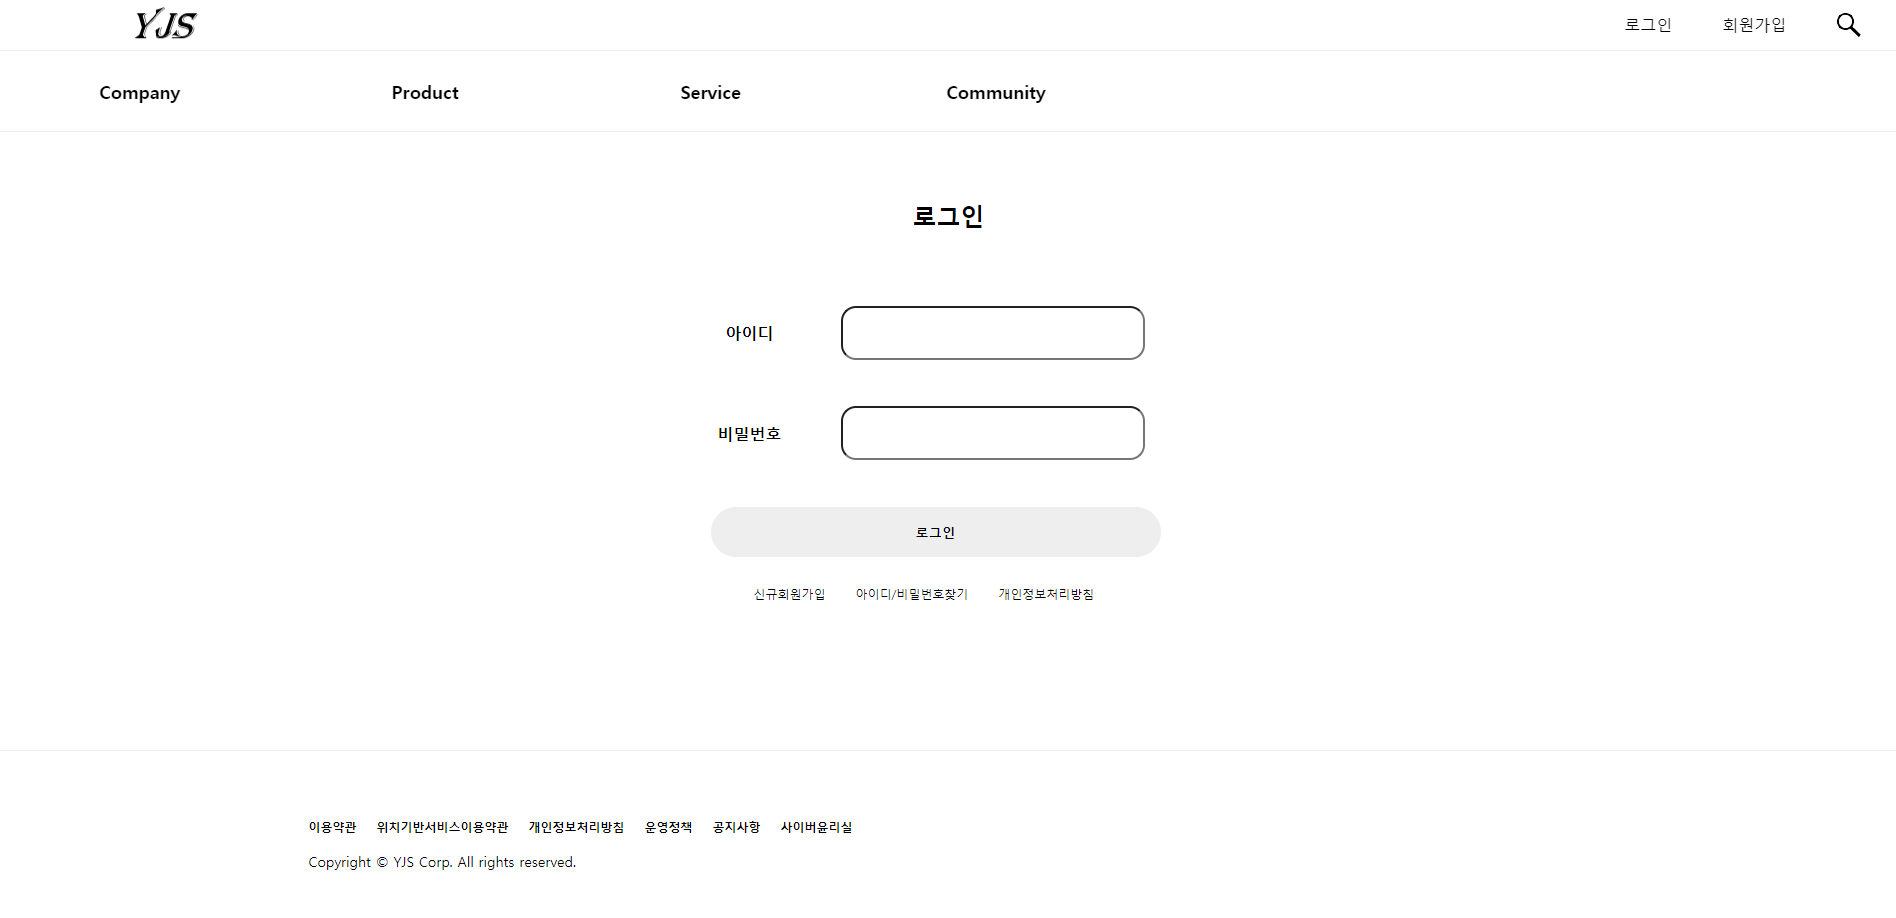 YJS
로그인 회원가입
Company Product Service Community
로그인
아이디
비밀번호
로그인
신규회원가입 아이디/비밀번호찾기 개인정보처리방침
이용약관 위치기반서비스이용약관 개인정보처리방침 운영정책 공지사항 사이버윤리실
Copyright © YJS Corp. All rights reserved.